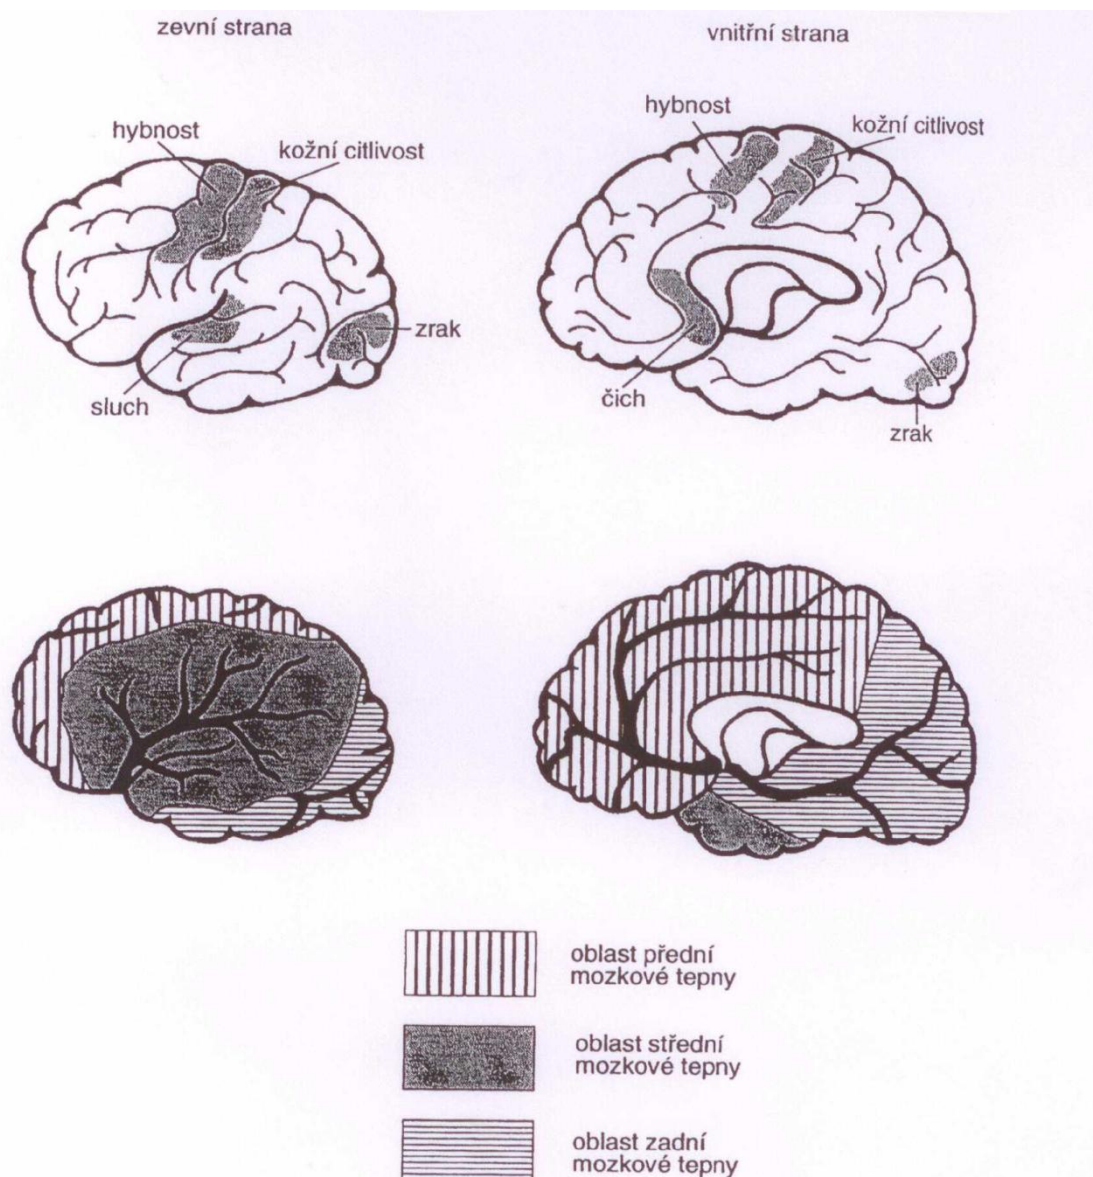 zevní strana
vnitřní strana
hybnost
kožní citlivost
zrak
sluch
hybnost
kožní citlivost
čich
zrak
oblast přední
mozkové tepny
oblast střední
mozkové tepny
oblast zadní
mozkové tepny